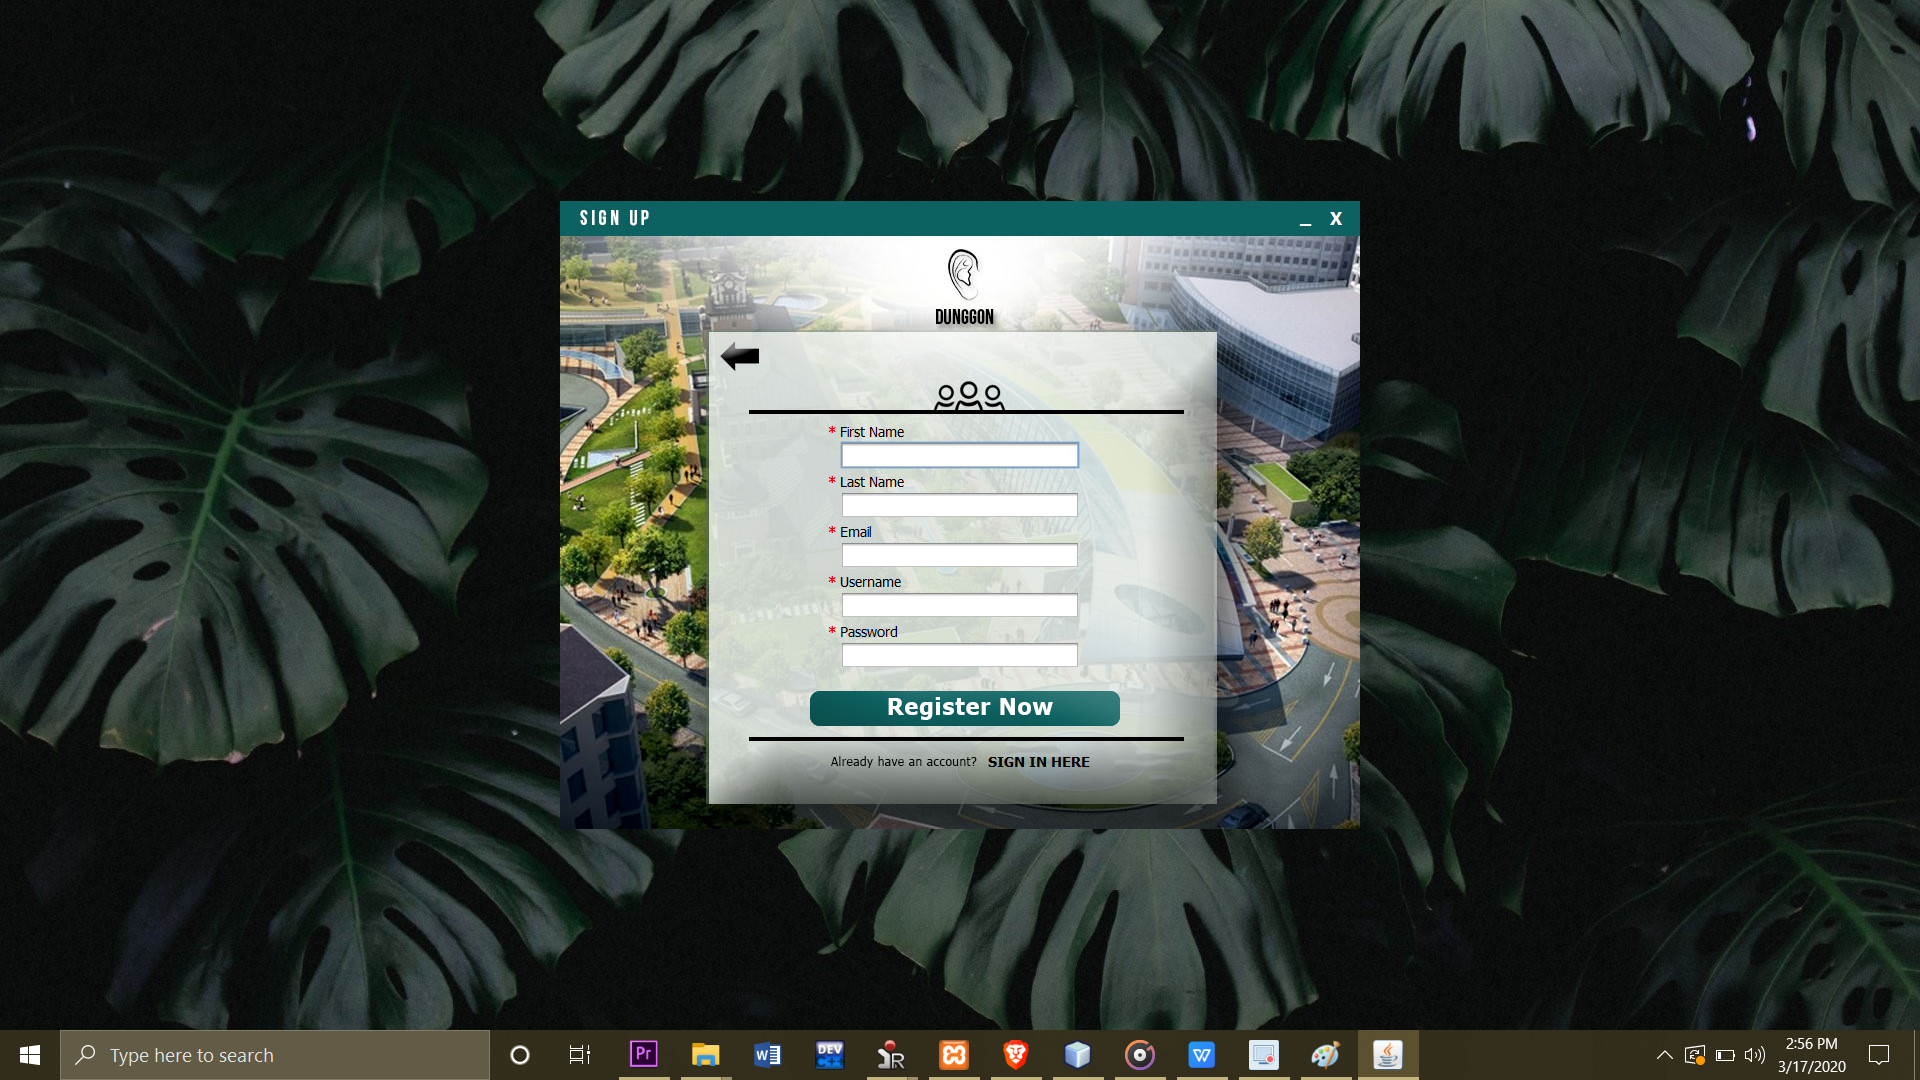 SIGN UP
_ X
DUNGGON
* First Name
* Last Name
* Email
* Username
* Password
Register Now
Already have an account? SIGN IN HERE
Type here to search
Pr
W
DEV
C++
R
W
2:56 PM
3/17/2020